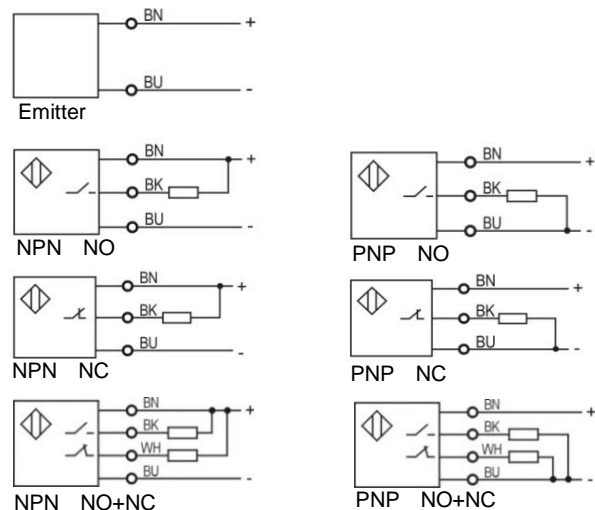 BN +
BU -
Emitter
BN +
BK
BU -
NPN NO
BN +
BK
BU -
PNP NO
BN +
BK
BU -
NPN NC
BN +
BK
BU -
PNP NC
BN +
BK
WH
BU -
NPN NO+NC
BN +
BK
WH
BU -
PNP NO+NC